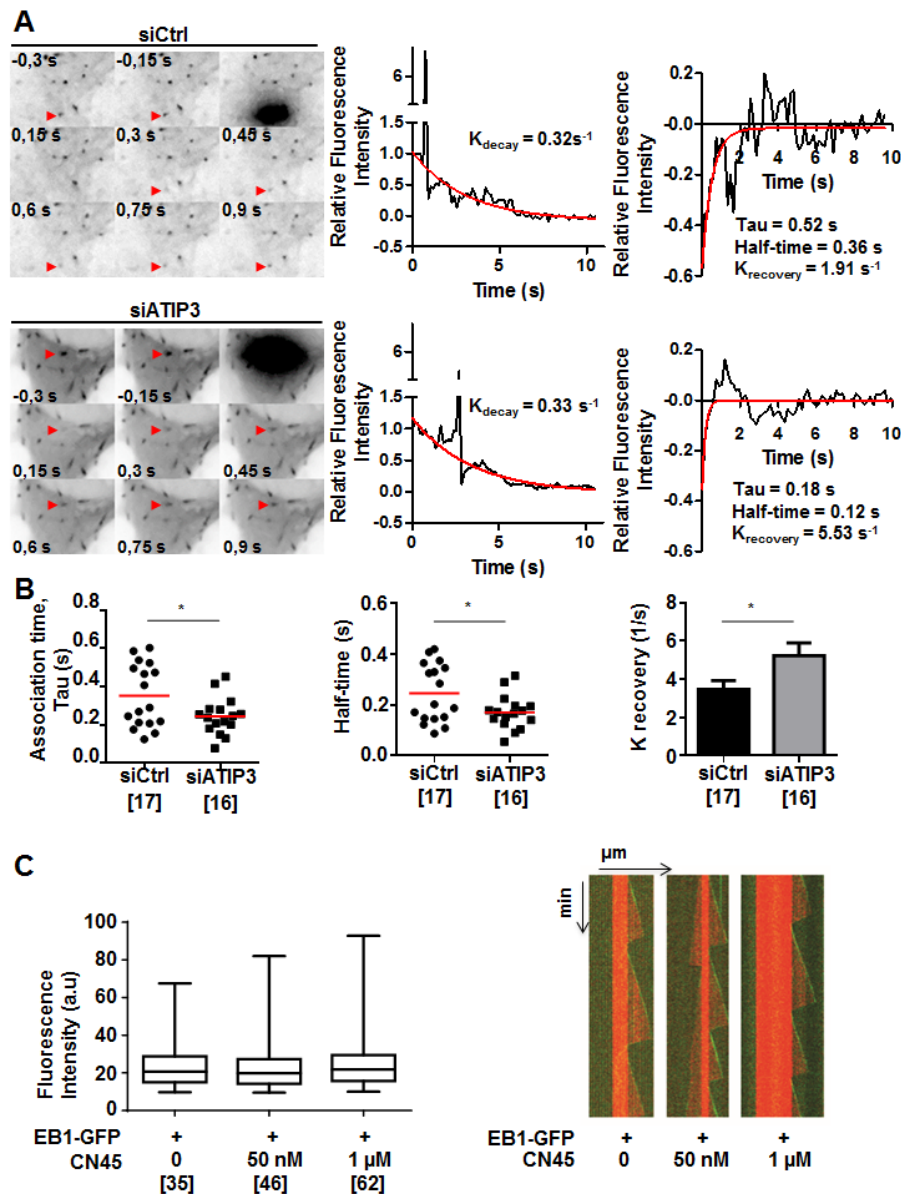 A
siCtrl
-0,3 s
-0,15 s
0,15 s
0,3 s
0,45 s
0,6 s
0,75 s
0,9 s
Relative Fluorescence
Intensity
6
1.5
1.0
0.5
0.0
-0.5
0
5
10
Time (s)
Kdecay = 0.32s-1
Relative Fluorescence
Intensity
0.2
-0.0
-0.2
-0.4
-0.6
2
4
6
8
10
Time (s)
Tau = 0.52 s
Half-time = 0.36 s
Krecovery = 1.91 s-1
siATIP3
-0,3 s
-0,15 s
0,15 s
0,3 s
0,45 s
0,6 s
0,75 s
0,9 s
Relative Fluorescence
Intensity
6
1.5
1.0
0.5
0.0
-0.5
0
5
10
Time (s)
Kdecay = 0.33 s-1
Relative Fluorescence
Intensity
0.2
-0.0
-0.2
-0.4
-0.6
2
4
6
8
10
Time (s)
Tau = 0.18 s
Half-time = 0.12 s
Krecovery = 5.53 s-1
B
Association time,
Tau (s)
0.8
0.6
0.4
0.2
0.0
*
siCtrl
[17]
siATIP3
[16]
Half-time (s)
0.6
0.4
0.2
0.0
*
siCtrl
[17]
siATIP3
[16]
K recovery (1/s)
8
6
4
2
0
*
siCtrl
[17]
siATIP3
[16]
C
Fluorescence
Intensity (a.u)
100
80
60
40
20
0
EB1-GFP + + +
CN45 0 50 nM 1 µM
[35] [46] [62]
µm
min
EB1-GFP + + +
CN45 0 50 nM 1 µM